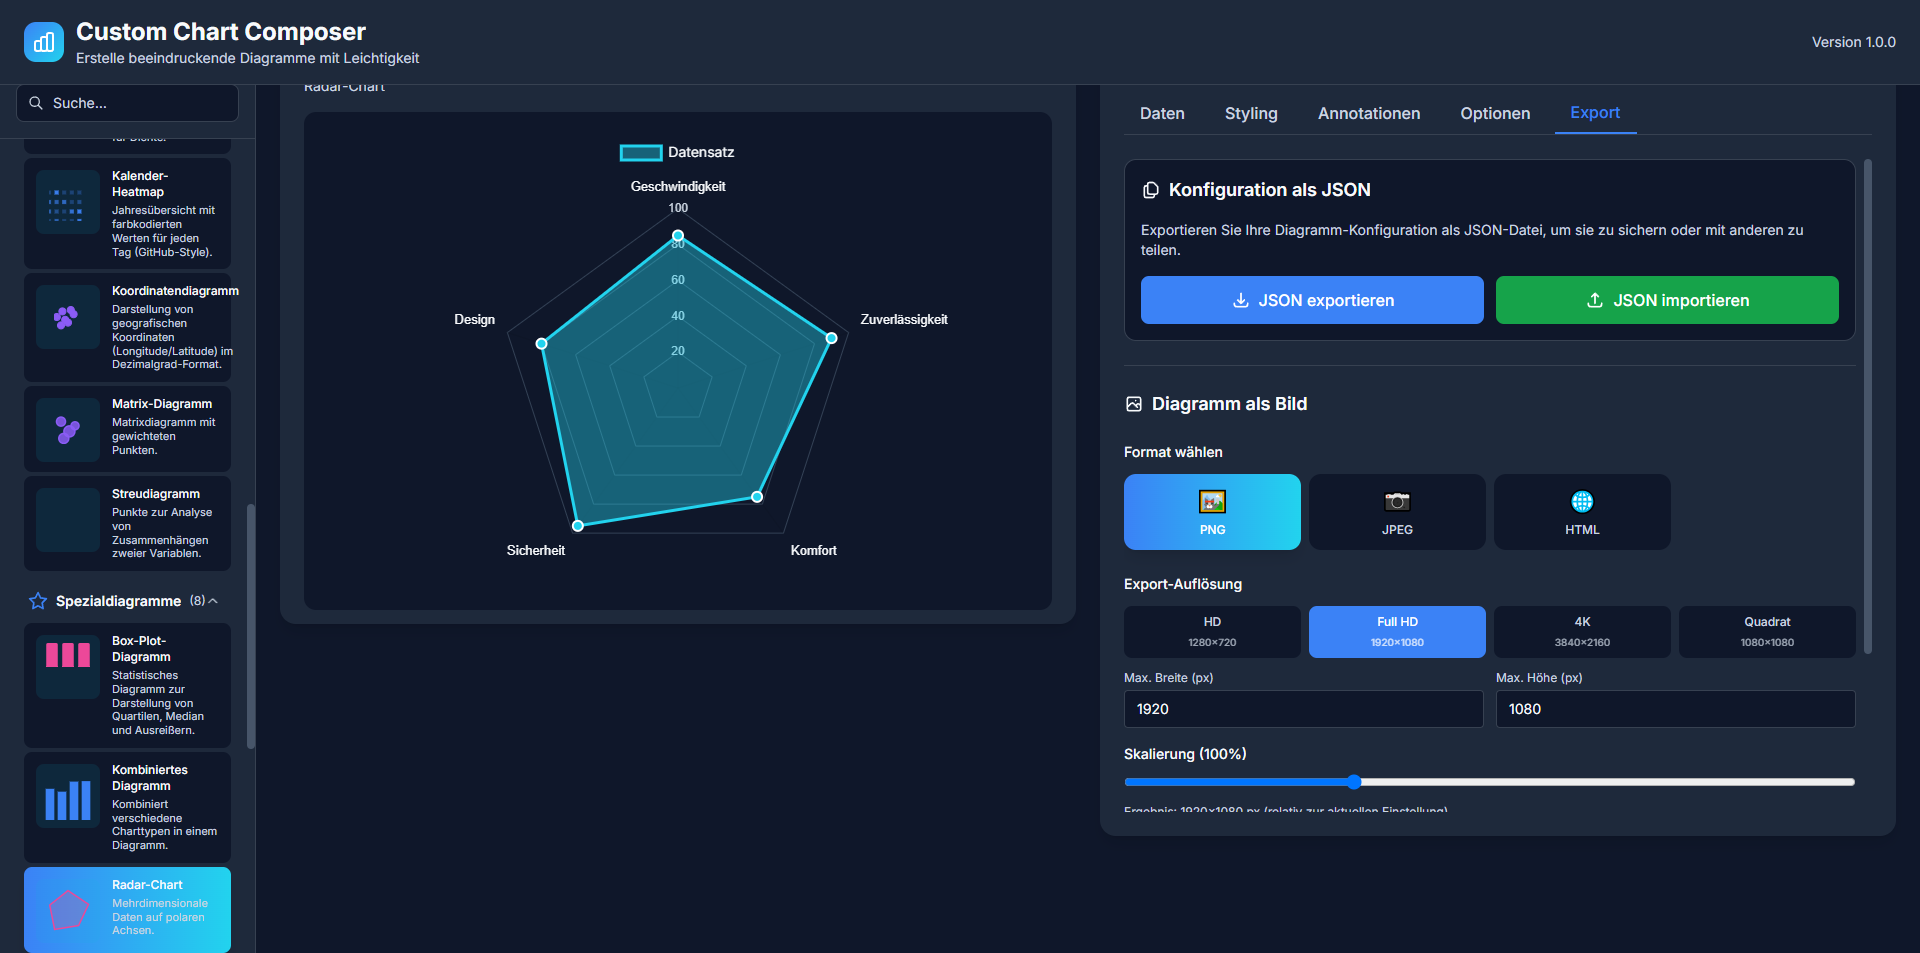 Custom Chart Composer
Erstelle beeindruckende Diagramme mit Leichtigkeit
Version 1.0.0
Suche...
für Dichte.
Kalender-
Heatmap
Jahresübersicht mit
farbkodierten
Werten für jeden
Tag (GitHub-Style).
Koordinatendiagramm
Darstellung von
geografischen
Koordinaten
(Longitude/Latitude) im
Dezimalgrad-Format.
Matrix-Diagramm
Matrixdiagramm mit
gewichteten
Punkten.
Streudiagramm
Punkte zur Analyse
von
Zusammenhängen
zweier Variablen.
Spezialdiagramme (8)
Box-Plot-
Diagramm
Statistisches
Diagramm zur
Darstellung von
Quartilen, Median
und Ausreißern.
Kombiniertes
Diagramm
Kombiniert
verschiedene
Charttypen in einem
Diagramm.
Radar-Chart
Mehrdimensionale
Daten auf polaren
Achsen.
Radar-Chart
Datensatz
Geschwindigkeit
100
80
60
40
20
Design
Zuverlässigkeit
Sicherheit
Komfort
Daten
Styling
Annotationen
Optionen
Export
Konfiguration als JSON
Exportieren Sie Ihre Diagramm-Konfiguration als JSON-Datei, um sie zu sichern oder mit anderen zu
teilen.
JSON exportieren
JSON importieren
Diagramm als Bild
Format wählen
PNG
JPEG
HTML
Export-Auflösung
HD
1280×720
Full HD
1920×1080
4K
3840×2160
Quadrat
1080×1080
Max. Breite (px)
Max. Höhe (px)
1920
1080
Skalierung (100%)
Ergebnis: 1920×1080 px (relativ zur aktuellen Einstellung)